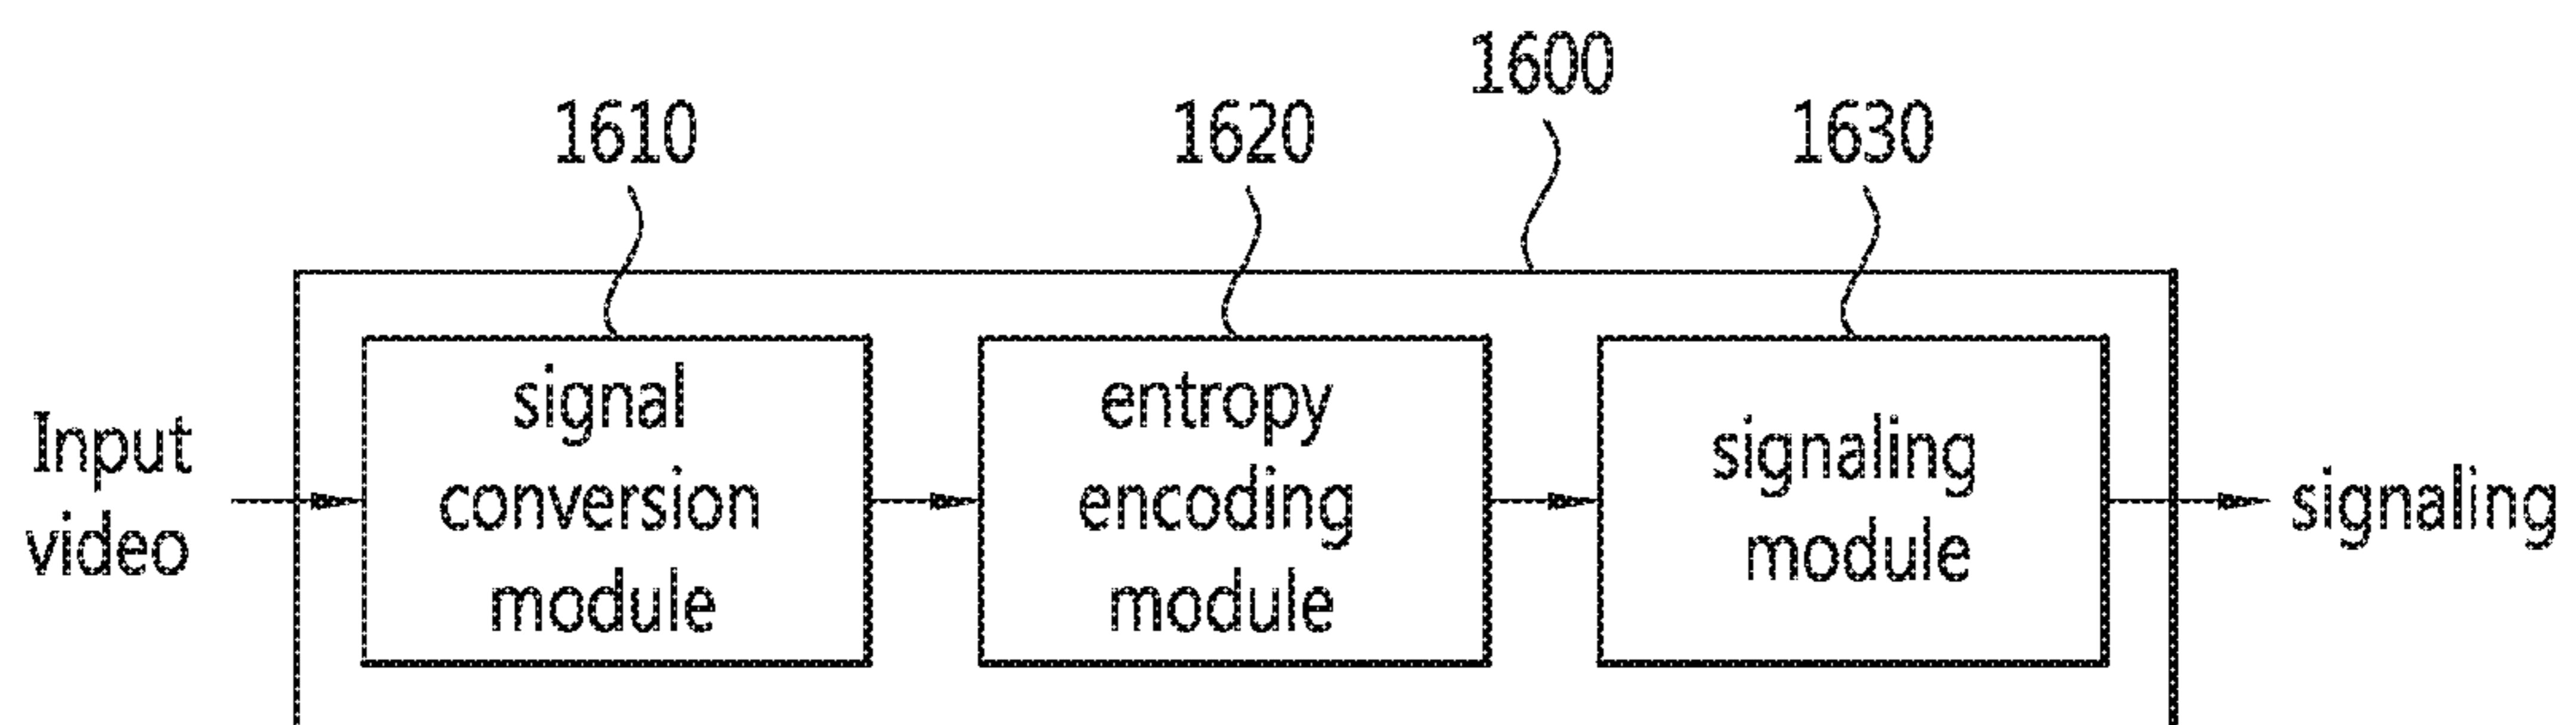 1600
1610
1620
1630
Input
video
signal
conversion
module
entropy
encoding
module
signaling
module
signaling